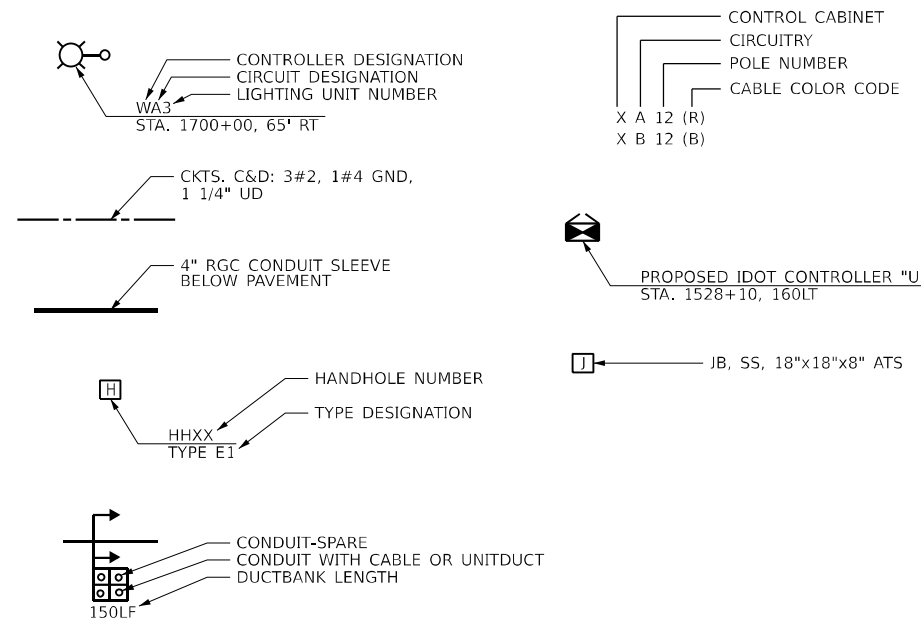 CONTROLLER DESIGNATION
CIRCUIT DESIGNATION
LIGHTING UNIT NUMBER
WA3
STA. 1700+00, 65' RT
CKTS. C&D: 3#2, 1#4 GND,
1 1/4" UD
4" RGC CONDUIT SLEEVE
BELOW PAVEMENT
H
HANDHOLE NUMBER
TYPE DESIGNATION
HHXX
TYPE E1
CONDUIT-SPARE
CONDUIT WITH CABLE OR UNITDUCT
DUCTBANK LENGTH
150LF
CONTROL CABINET
CIRCUITRY
POLE NUMBER
CABLE COLOR CODE
X A 12 (R)
X B 12 (B)
PROPOSED IDOT CONTROLLER "U
STA. 1528+10, 160LT
J
JB, SS, 18"x18"x8" ATS